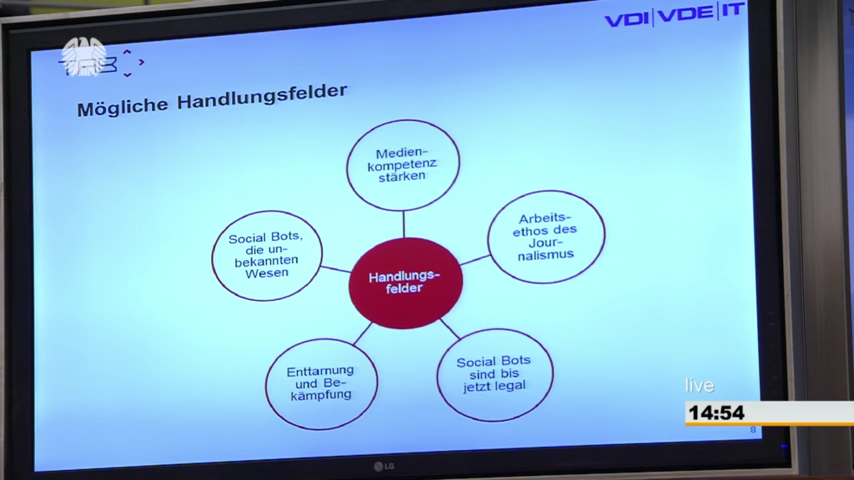 VDI|VDE|IT
Mögliche Handlungsfelder
Medien-
kompetenz
stärken
Social Bots,
die un-
bekannten
Wesen
Arbeits-
ethos des
Jour-
nalismus
Handlungs-
felder
Enttarnung
und Be-
kämpfung
Social Bots
sind bis
jetzt legal
live
14:54
8
LG